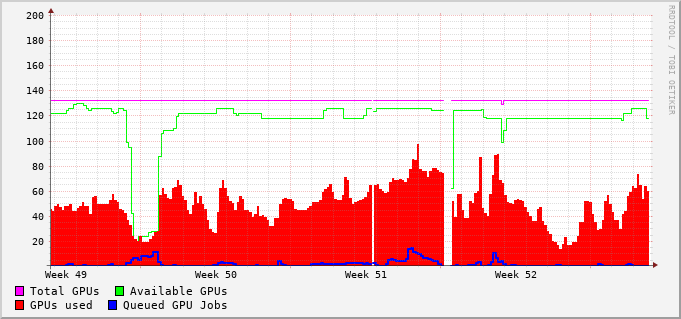 200
180
160
140
120
100
80
60
40
20
Week 49 Week 50 Week 51 Week 52
Total GPUs Available GPUs
GPUs used Queued GPU Jobs
RRDTOOL / TOBI OETIKER